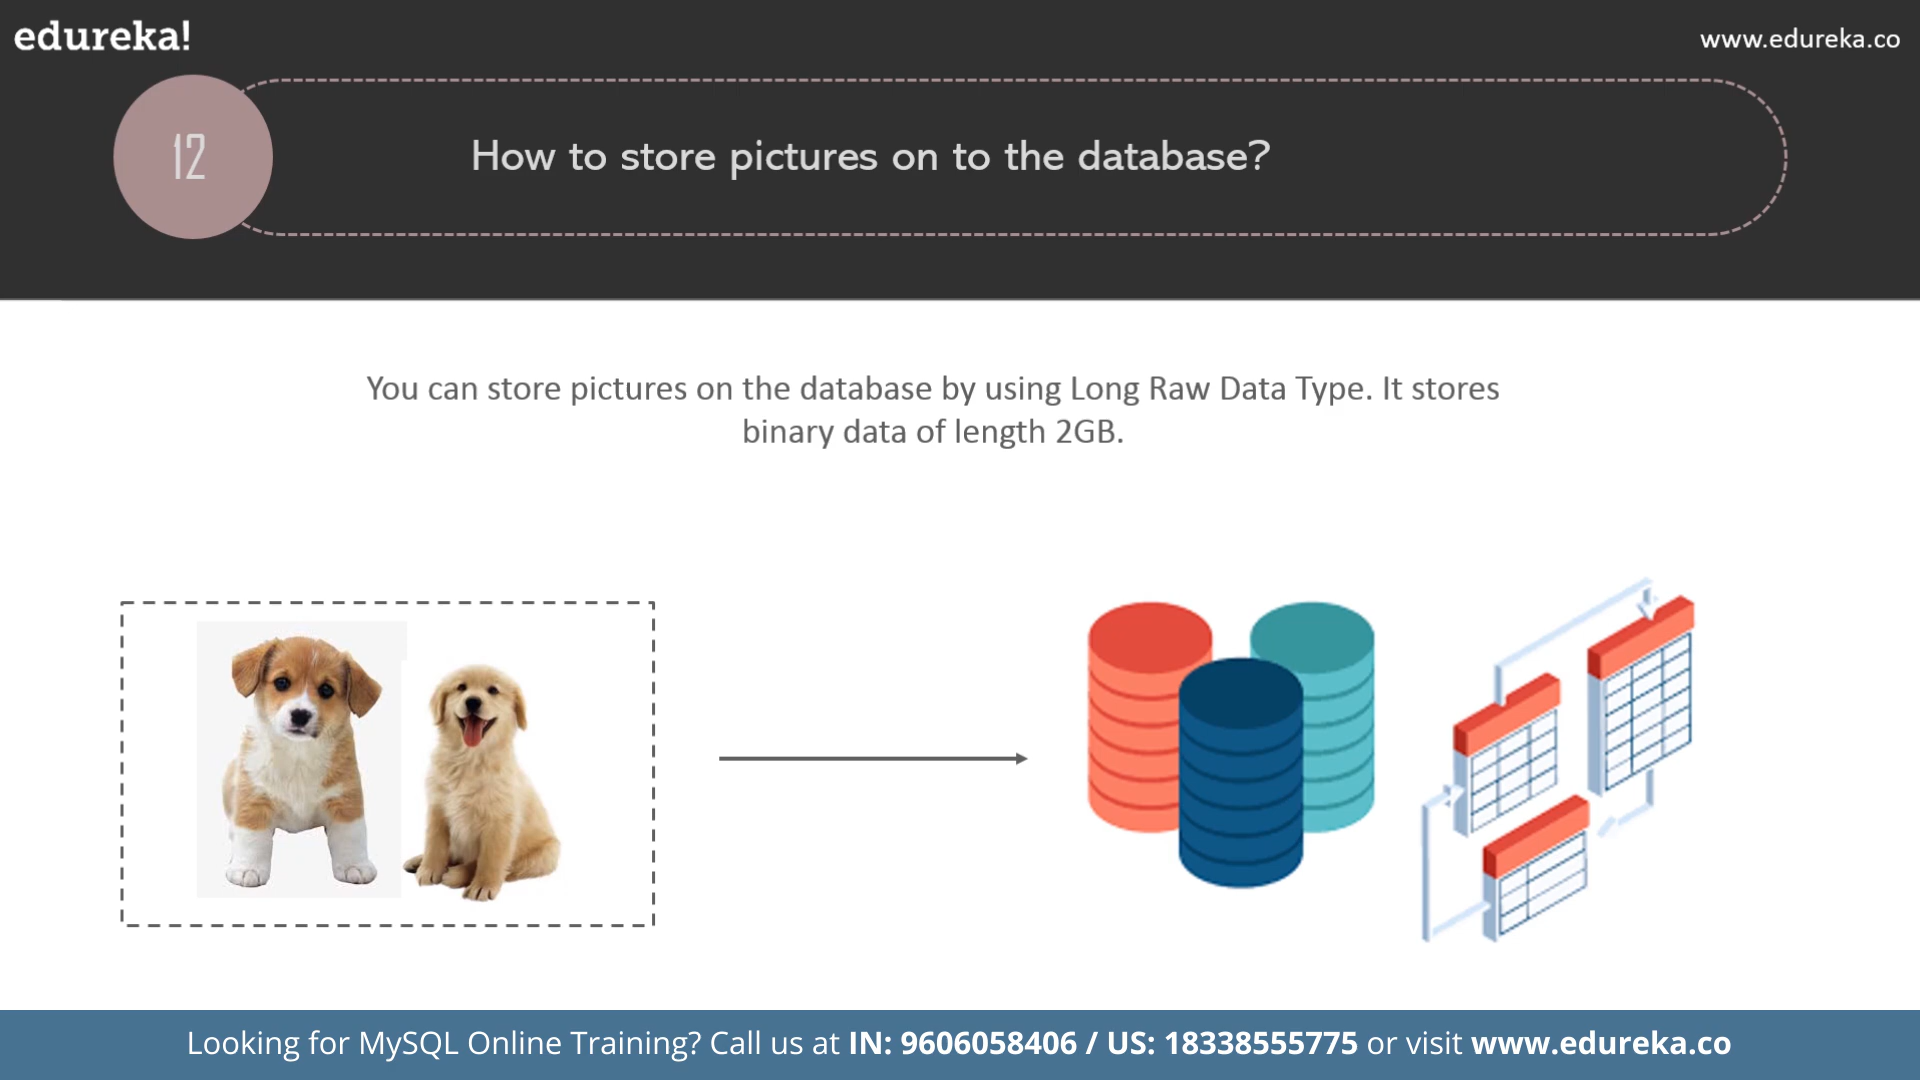 edureka!
www.edureka.co
12
How to store pictures on to the database?
You can store pictures on the database by using Long Raw Data Type. It stores
binary data of length 2GB.
Looking for MySQL Online Training? Call us at IN: 9606058406 / US: 18338555775 or visit www.edureka.co